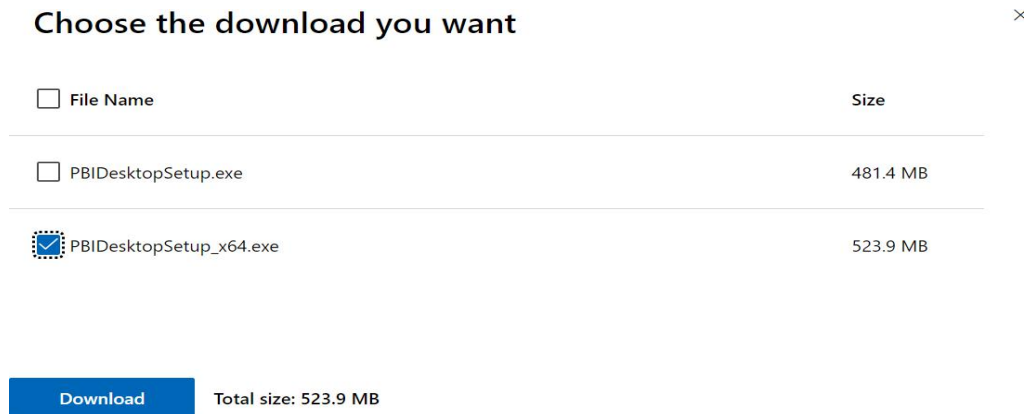 Choose the download you want
File Name Size
PBIDesktopSetup.exe 481.4 MB
PBIDesktopSetup_x64.exe 523.9 MB
Download Total size: 523.9 MB